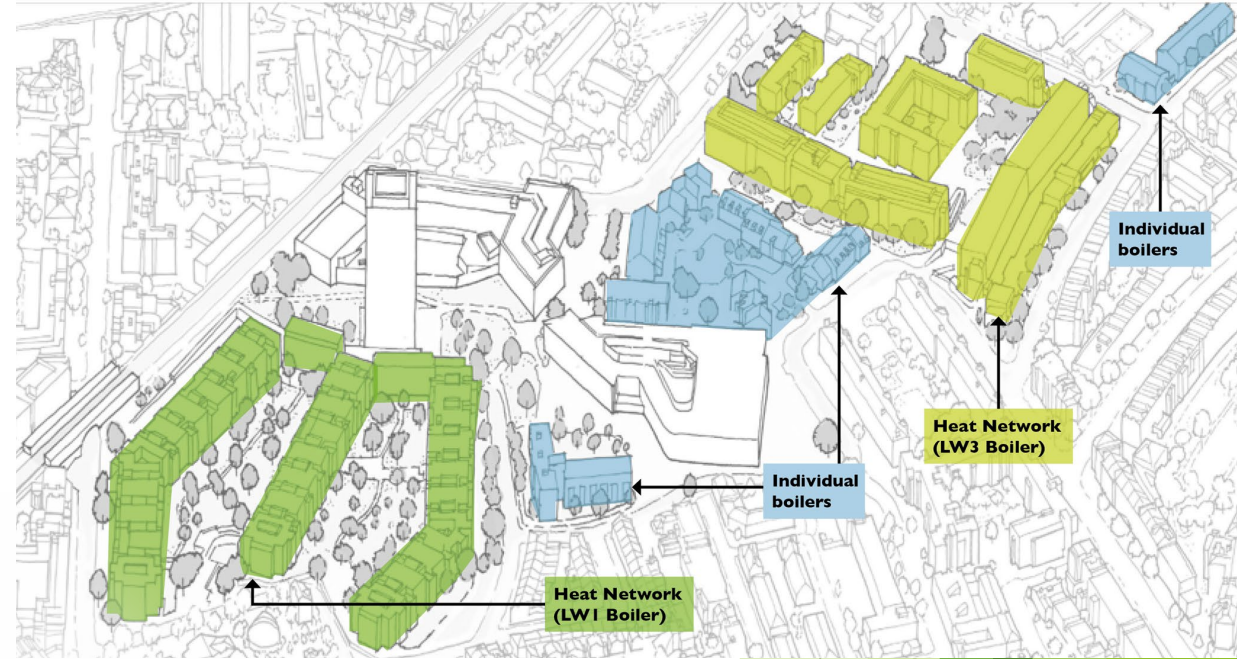 Individual
boilers
Heat Network
(LW3 Boiler)
Individual
boilers
Heat Network
(LW1 Boiler)